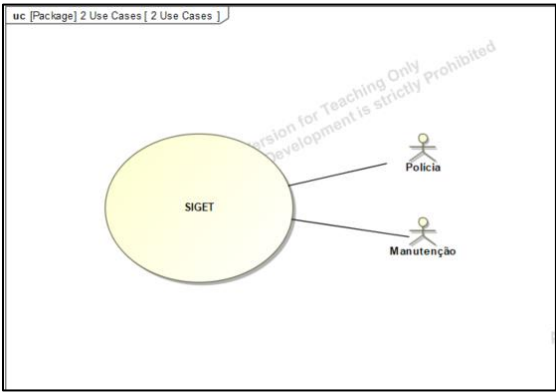 uc [Package] 2 Use Cases [ 2 Use Cases ]
ersion for Teaching Only
evelopment is strictly Prohibited
SIGET
Polícia
Manutenção